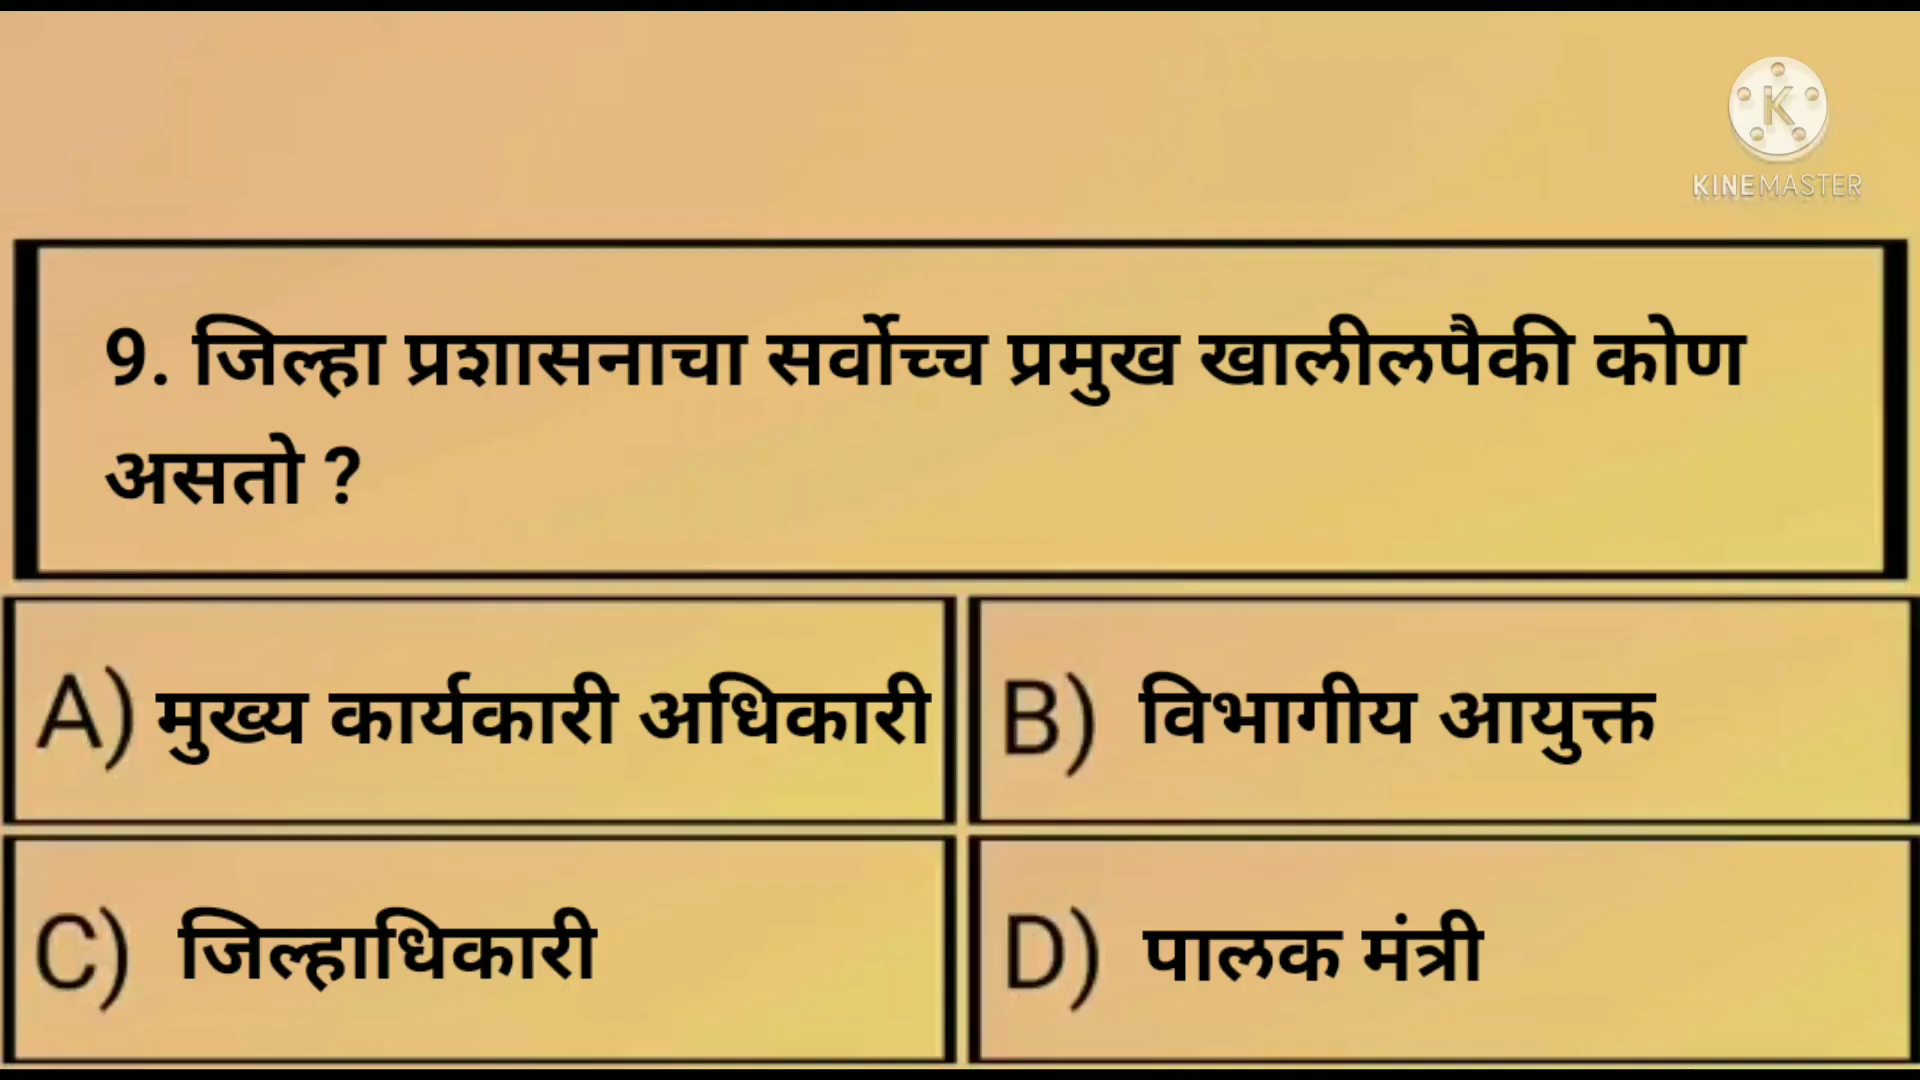 K
KINEMASTER
9. जिल्हा प्रशासनाचा सर्वोच्च प्रमुख खालीलपैकी कोण
असतो ?
A) मुख्य कार्यकारी अधिकारी
B) विभागीय आयुक्त
C) जिल्हाधिकारी
D) पालक मंत्री